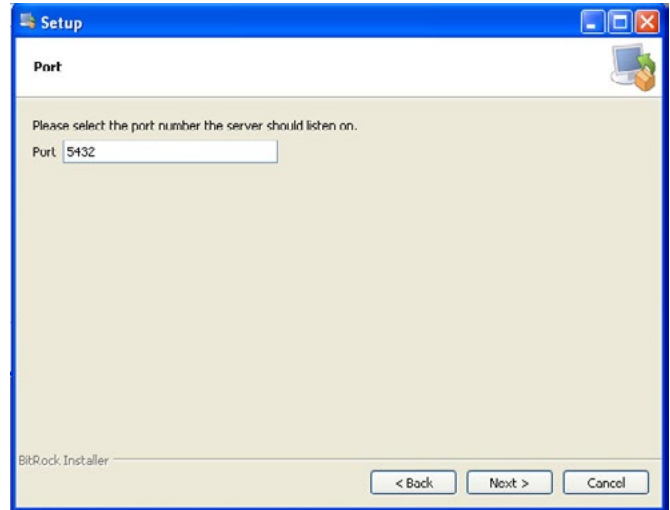 Setup
Port
Please select the port number the server should listen on.
Port 5432
BitRock Installer
< Back Next > Cancel